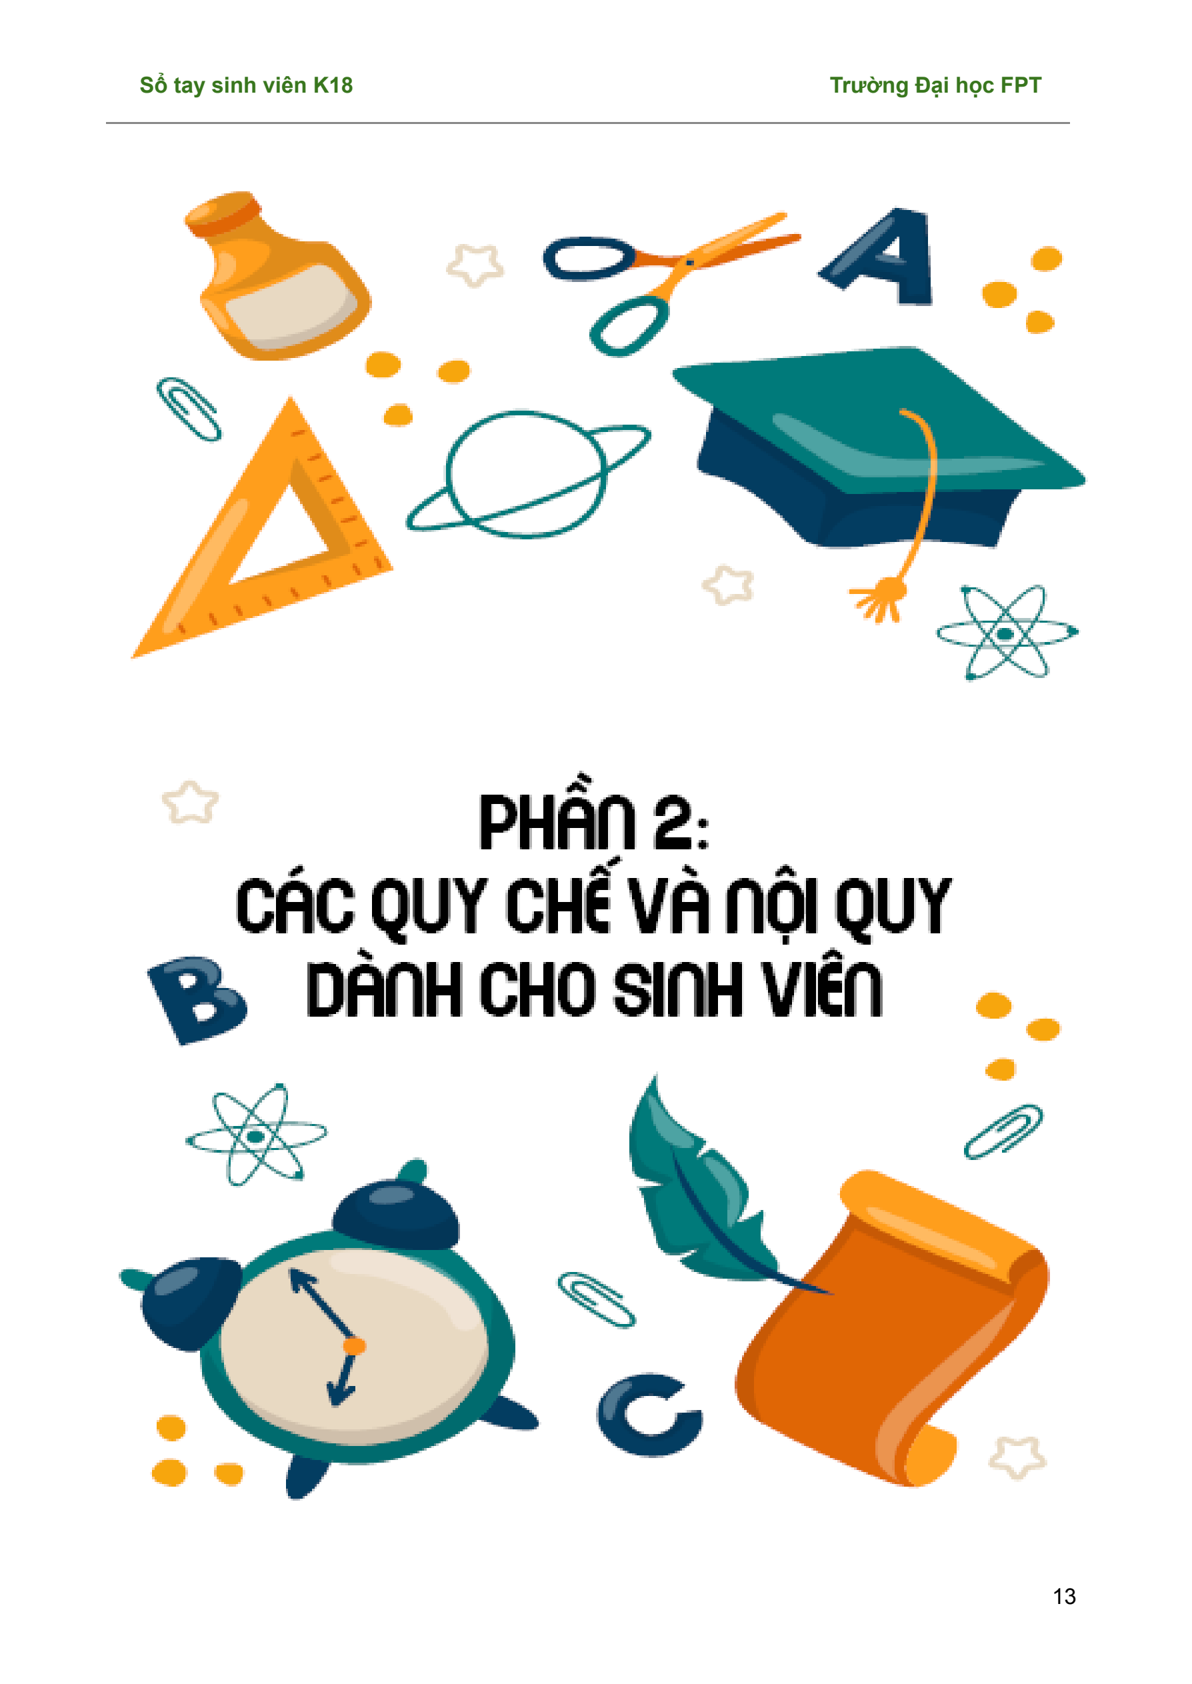 Sổ tay sinh viên K18 Trường Đại học FPT
A
PHẦN 2:
CÁC QUY CHẾ VÀ NỘI QUY
DÀNH CHO SINH VIÊN
B
C
13